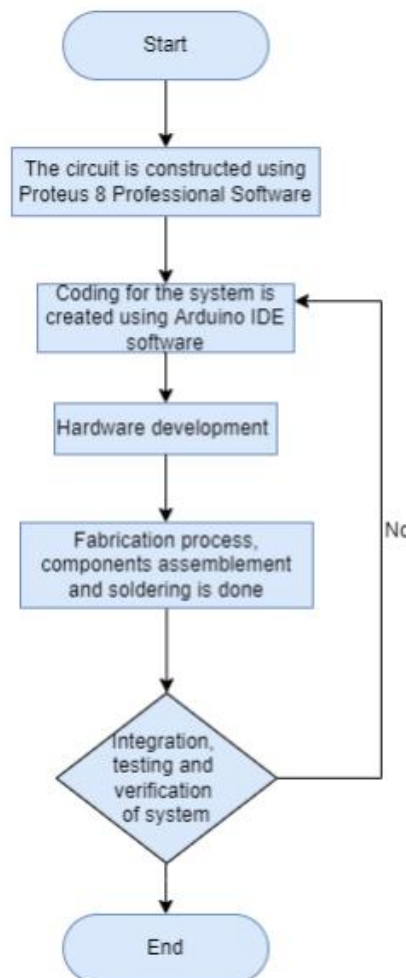 Start
The circuit is constructed using
Proteus 8 Professional Software
Coding for the system is
created using Arduino IDE
software
Hardware development
Fabrication process,
components assemblement
and soldering is done
No
Integration,
testing and
verification
of system
End